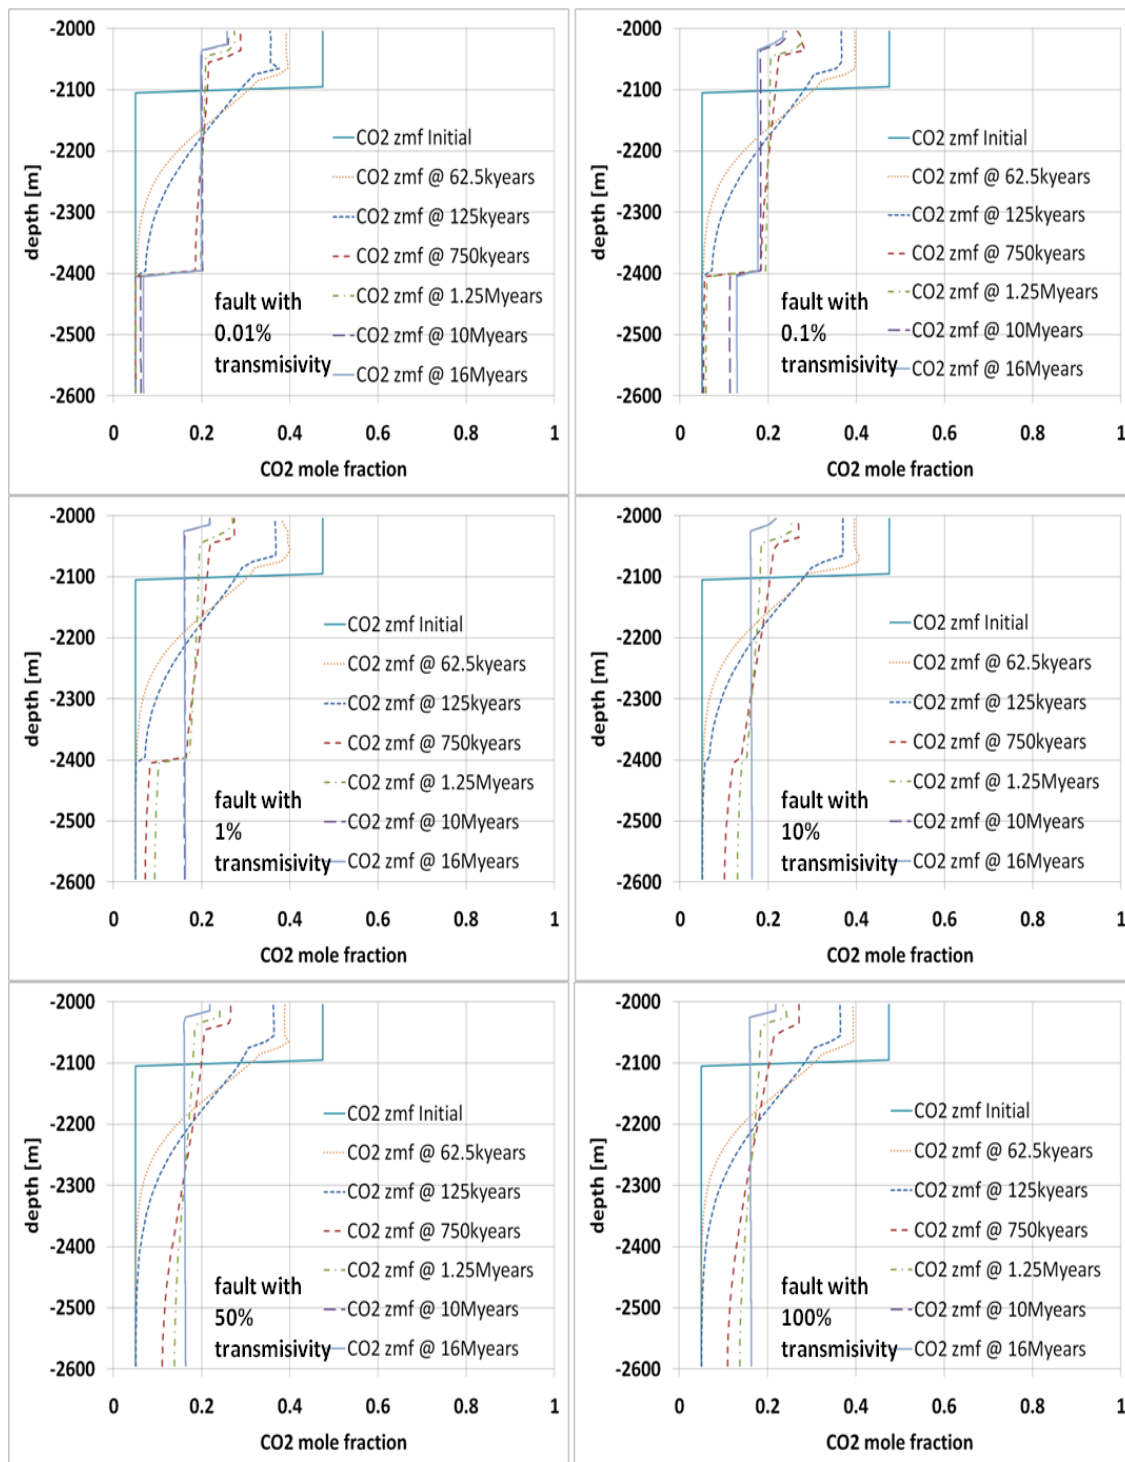 -2000
-2100
-2200
-2300
-2400
-2500
-2600
depth [m]
0 0.2 0.4 0.6 0.8 1
CO2 mole fraction
CO2 zmf Initial
CO2 zmf @ 62.5kyears
CO2 zmf @ 125kyears
CO2 zmf @ 750kyears
CO2 zmf @ 1.25Myears
CO2 zmf @ 10Myears
CO2 zmf @ 16Myears
fault with
0.01%
transmisivity
-2000
-2100
-2200
-2300
-2400
-2500
-2600
depth [m]
0 0.2 0.4 0.6 0.8 1
CO2 mole fraction
CO2 zmf Initial
CO2 zmf @ 62.5kyears
CO2 zmf @ 125kyears
CO2 zmf @ 750kyears
CO2 zmf @ 1.25Myears
CO2 zmf @ 10Myears
CO2 zmf @ 16Myears
fault with
0.1%
transmisivity
-2000
-2100
-2200
-2300
-2400
-2500
-2600
depth [m]
0 0.2 0.4 0.6 0.8 1
CO2 mole fraction
CO2 zmf Initial
CO2 zmf @ 62.5kyears
CO2 zmf @ 125kyears
CO2 zmf @ 750kyears
CO2 zmf @ 1.25Myears
CO2 zmf @ 10Myears
CO2 zmf @ 16Myears
fault with
1%
transmisivity
-2000
-2100
-2200
-2300
-2400
-2500
-2600
depth [m]
0 0.2 0.4 0.6 0.8 1
CO2 mole fraction
CO2 zmf Initial
CO2 zmf @ 62.5kyears
CO2 zmf @ 125kyears
CO2 zmf @ 750kyears
CO2 zmf @ 1.25Myears
CO2 zmf @ 10Myears
CO2 zmf @ 16Myears
fault with
10%
transmisivity
-2000
-2100
-2200
-2300
-2400
-2500
-2600
depth [m]
0 0.2 0.4 0.6 0.8 1
CO2 mole fraction
CO2 zmf Initial
CO2 zmf @ 62.5kyears
CO2 zmf @ 125kyears
CO2 zmf @ 750kyears
CO2 zmf @ 1.25Myears
CO2 zmf @ 10Myears
CO2 zmf @ 16Myears
fault with
50%
transmisivity
-2000
-2100
-2200
-2300
-2400
-2500
-2600
depth [m]
0 0.2 0.4 0.6 0.8 1
CO2 mole fraction
CO2 zmf Initial
CO2 zmf @ 62.5kyears
CO2 zmf @ 125kyears
CO2 zmf @ 750kyears
CO2 zmf @ 1.25Myears
CO2 zmf @ 10Myears
CO2 zmf @ 16Myears
fault with
100%
transmisivity